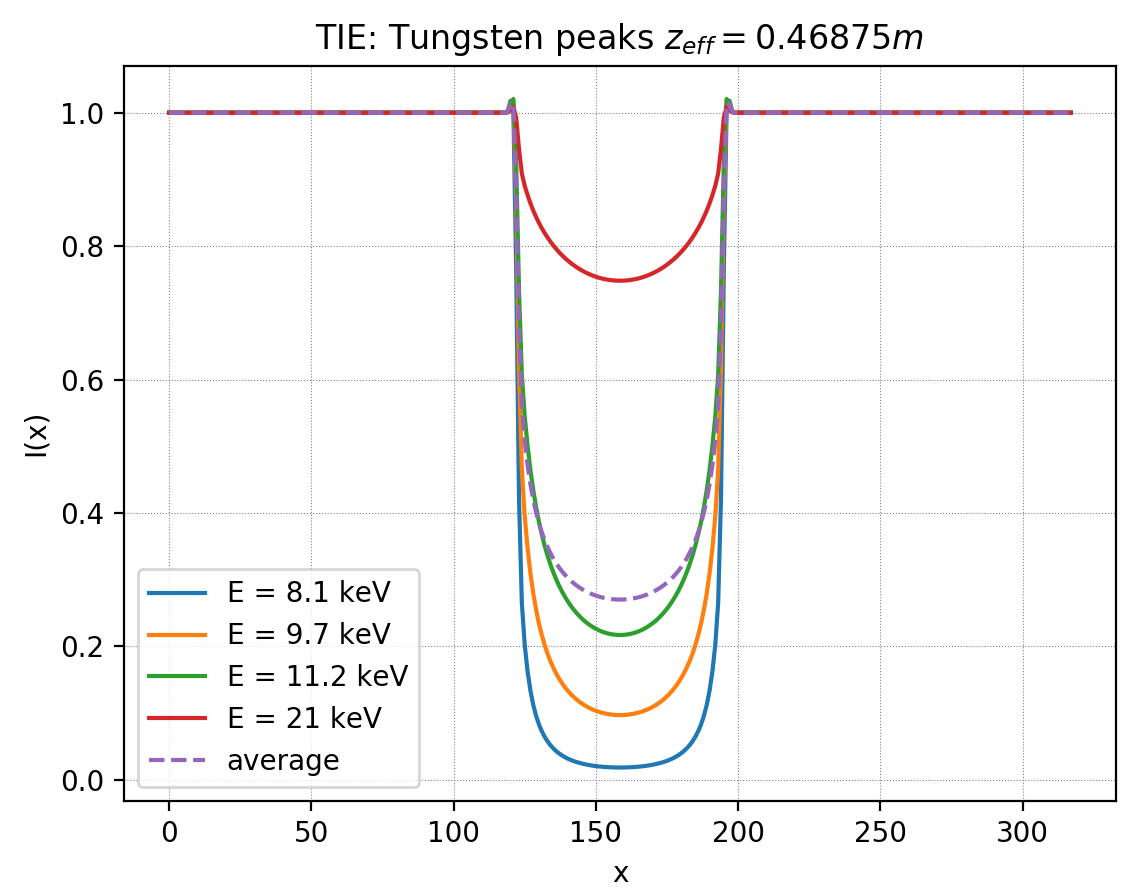 TIE: Tungsten peaks $z_{eff} = 0.46875m$
1.0
0.8
0.6
0.4
0.2
0.0
I(x)
E = 8.1 keV
E = 9.7 keV
E = 11.2 keV
E = 21 keV
average
0 50 100 150 200 250 300
x